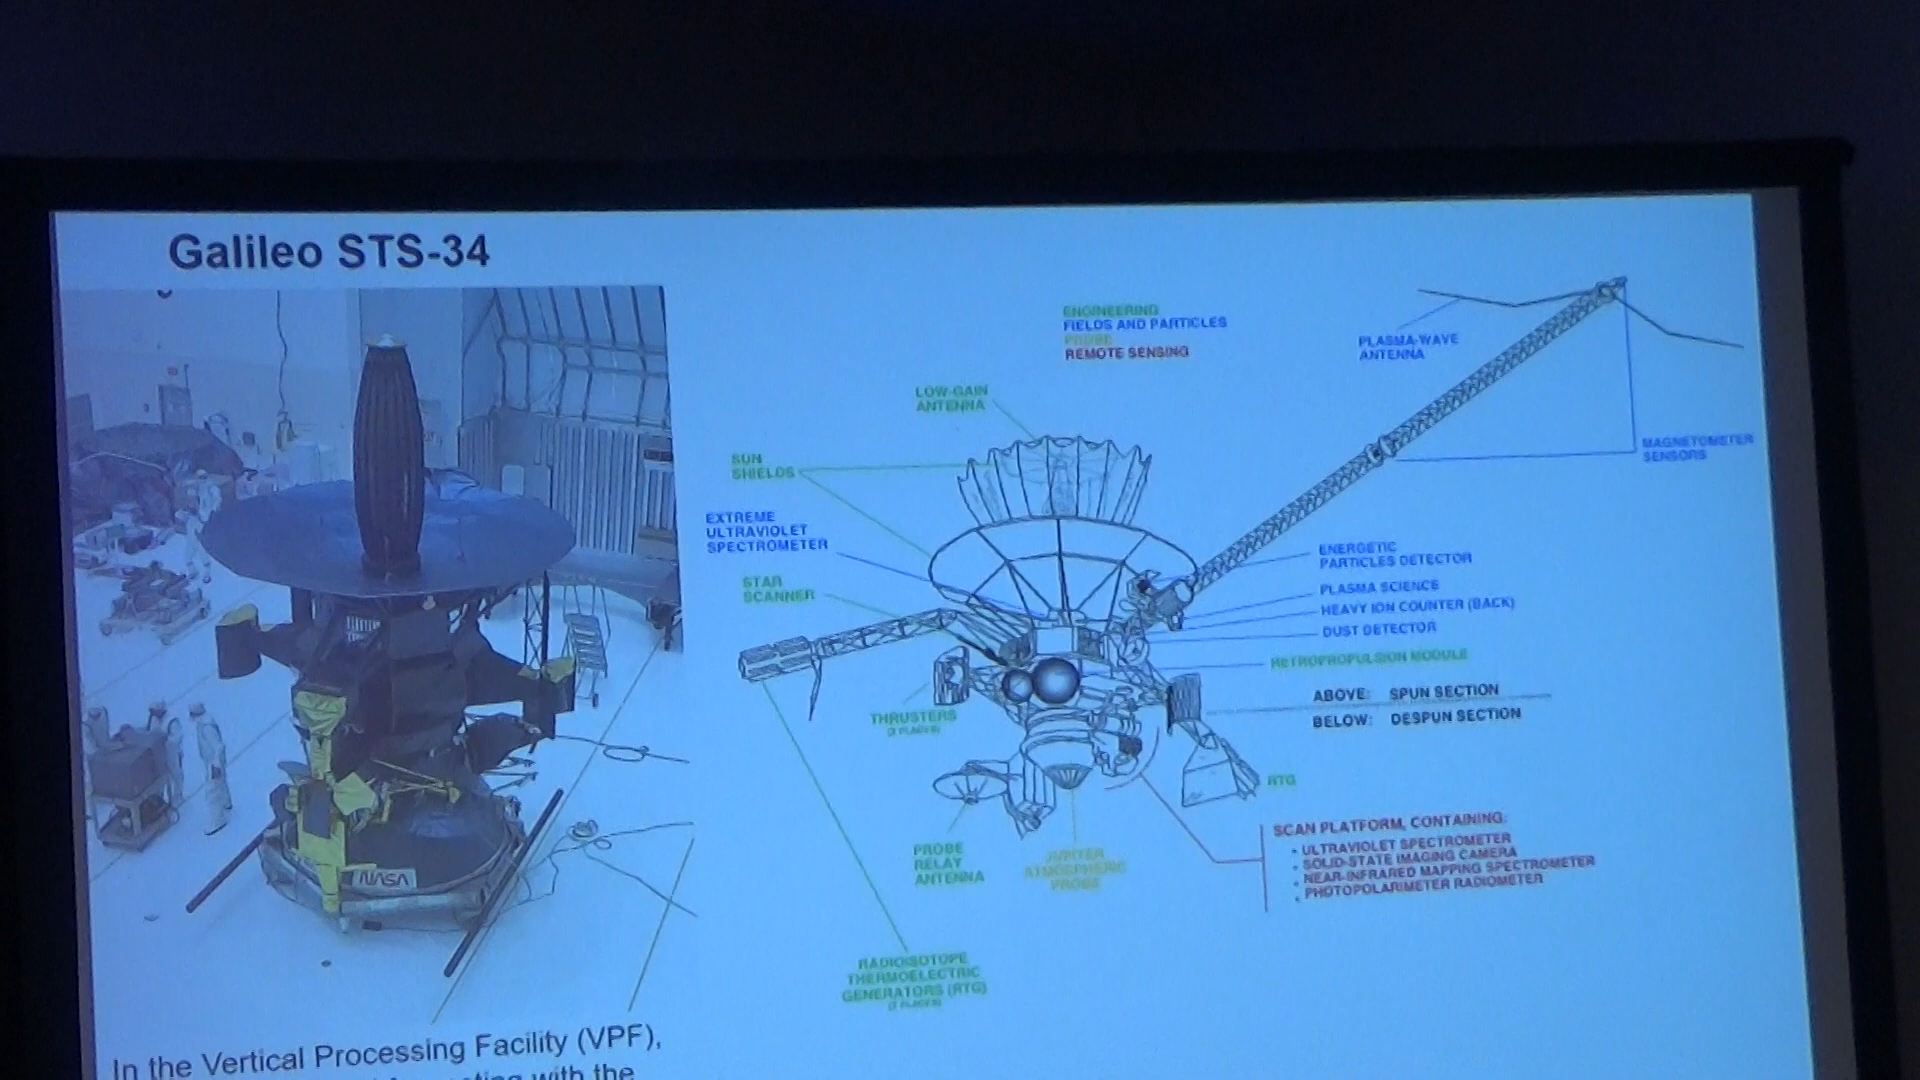 Galileo STS-34
ENGINEERING
FIELDS AND PARTICLES
PROBE
REMOTE SENSING
PLASMA-WAVE
ANTENNA
LOW-GAIN
ANTENNA
MAGNETOMETER
SENSORS
SUN
SHIELDS
EXTREME
ULTRAVIOLET
SPECTROMETER
STAR
SCANNER
ENERGETIC
PARTICLES DETECTOR
PLASMA SCIENCE
HEAVY ION COUNTER (BACK)
DUST DETECTOR
RETROPROPULSION MODULE
ABOVE: SPUN SECTION
BELOW: DESPUN SECTION
THRUSTERS
(2 PLACES)
RTG
SCAN PLATFORM, CONTAINING:
• ULTRAVIOLET SPECTROMETER
• SOLID-STATE IMAGING CAMERA
• NEAR-INFRARED MAPPING SPECTROMETER
• PHOTOPOLARIMETER RADIOMETER
PROBE
RELAY
ANTENNA
JUPITER
ATMOSPHERIC
PROBE
NASA
RADIOISOTOPE
THERMOELECTRIC
GENERATORS (RTG)
(2 PLACES)
In the Vertical Processing Facility (VPF),
with the